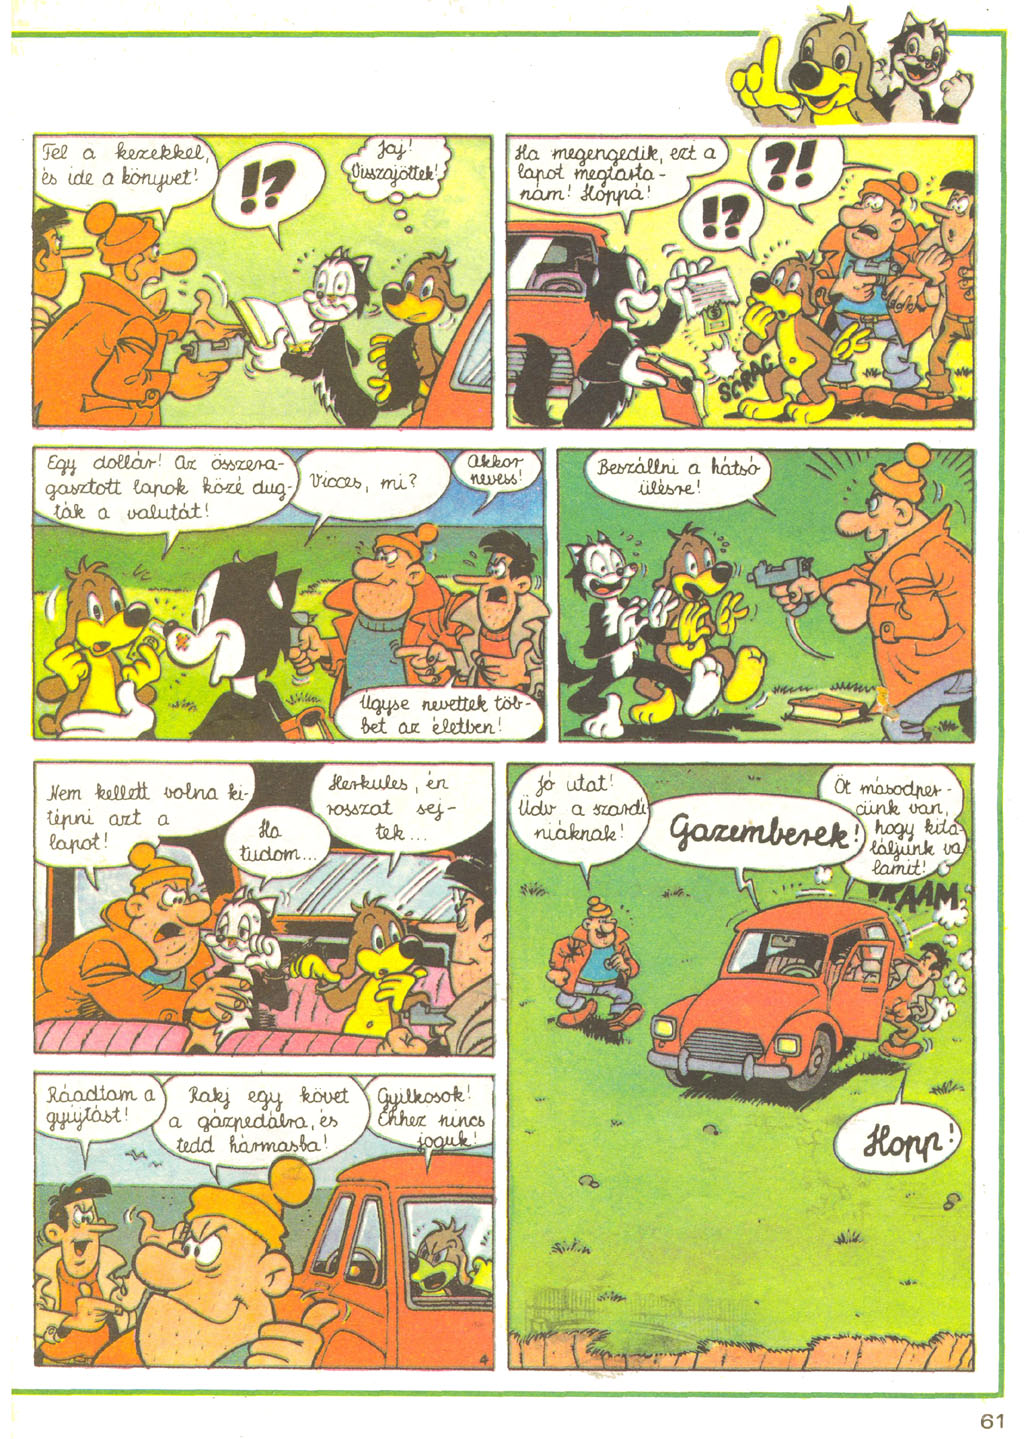 Fel a kezekkel,
és ide a könyvet!
!?
Jaj!
Visszajöttek!
Ha megengedik, ezt a
lapot megtarta-
nám! Hoppá!
!?
?!
SCRAC
Egy dollár! Az összera-
gasztott lapok közé dug-
ták a valutát!
Vicces, mi?
Akkor
nevess!
Úgyse nevettek töb-
bet az életben!
Beszállni a hátsó
ülésre!
Nem kellett volna ki-
tépni azt a
lapot!
Ha
tudom...
Herkules, én
rosszat sej-
tek...
Jó utat!
Üdv a szardí
niáknak!
Gazemberek!
Öt másodper-
cünk van,
hogy kita-
láljunk va
lamit!
VRAAM
Hopp!
Ráadtam a
gyújtást!
Rakj egy követ
a gázpedálra, és
tedd hármasba!
Gyilkosok!
Ehhez nincs
joguk!
4
61